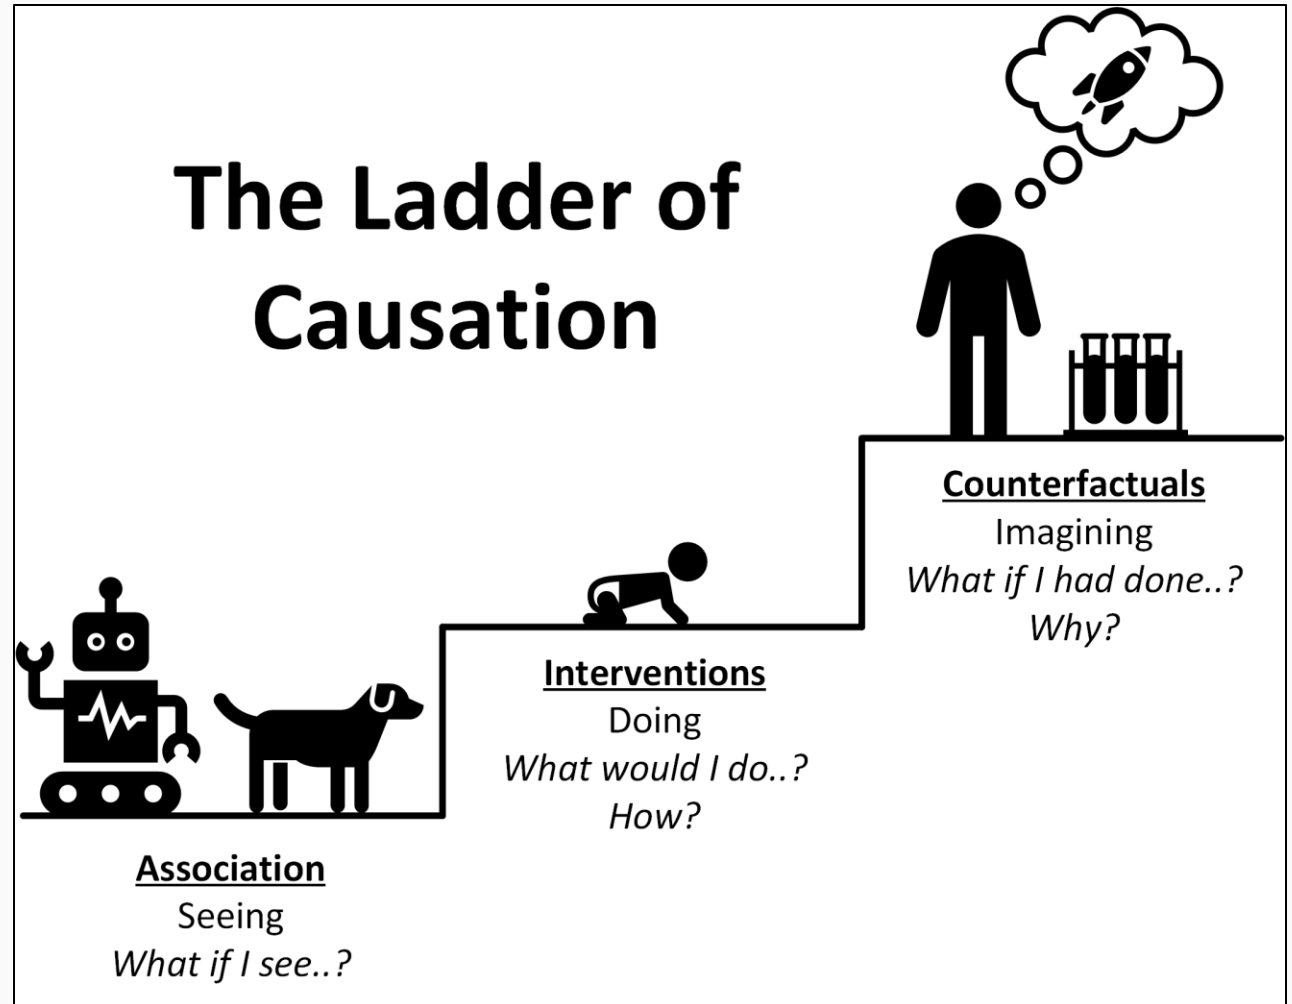 The Ladder of
Causation
Counterfactuals
Imagining
What if I had done..?
Why?
Interventions
Doing
What would I do..?
How?
Association
Seeing
What if I see..?